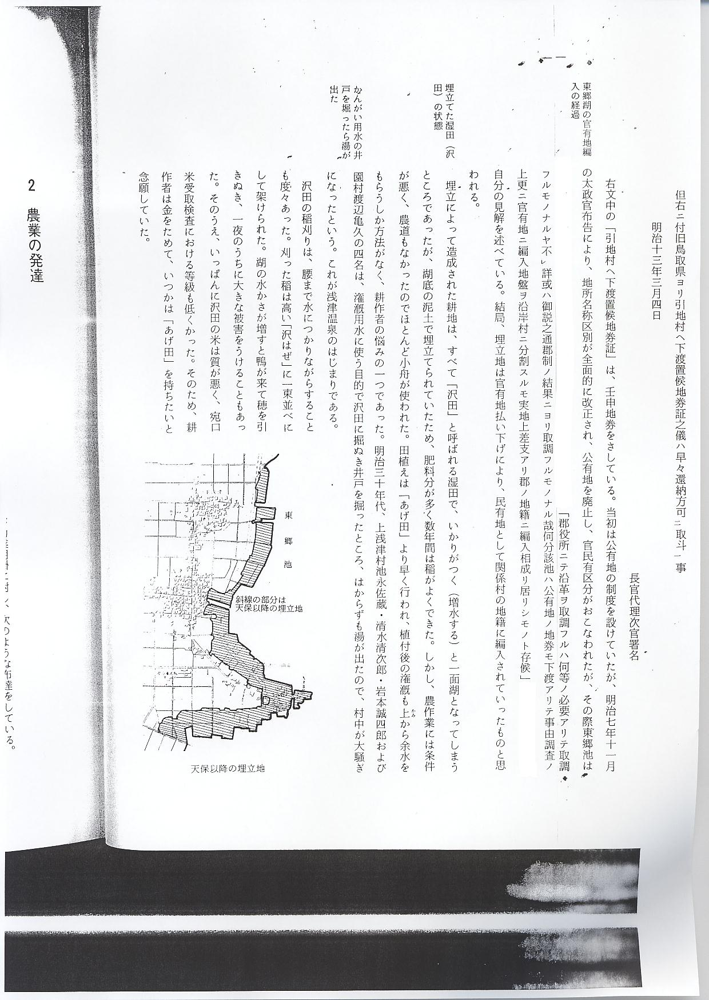 但右ニ付旧鳥取県ヨリ引地村ヘ下渡置候地券証之儀ハ早々還納方可ニ取斗一事
明治十三年三月四日
長官代理次官署名
東郷湖の官有地編
入の経過
右文中の「引地村ヘ下渡置候地券証」は、壬申地券をさしている。当初は公有地の制度を設けていたが、明治七年十一月
の太政官布告により、地所名称区別が全面的に改正され、公有地を廃止し、官民有区分がおこなわれたが、その際東郷池は
「郡役所ニテ沿革ヲ取調フルハ何等ノ必要アリテ取調
フルモノナルヤ不レ詳或ハ御説之通郡制ノ結果ニヨリ取調フルモノナル哉何分該池ハ公有地ノ地券モ下渡アリテ事由調査ノ
上更ニ官有地ニ編入地盤ヲ沿岸村ニ分割スルモ実地上差支アリ郡ノ地籍ニ編入相成リ居リシモノト存候」
自分の見解を述べている。結局、埋立地は官有地払い下げにより、民有地として関係村の地籍に編入されていったものと思
われる。
埋立てた湿田（沢
田）の状態
埋立によって造成された耕地は、すべて「沢田」と呼ばれる湿田で、いかりがつく（増水する）と一面湖となってしまう
ところであったが、湖底の泥土で埋立てられていたため、肥料分が多く数年間は稲がよくできた。しかし、農作業には条件
が悪く、農道もなかったのでほとんど小舟が使われた。田植えは「あげ田」より早く行われ、植付後の潅漑も上かみから余水を
もらうしか方法がなく、耕作者の悩みの一つであった。明治三十年代、上浅津村池永佐蔵・清水清次郎・岩本誠四郎および
園村渡辺亀久の四名は、潅漑用水に使う目的で沢田に掘ぬき井戸を掘ったところ、はからずも湯が出たので、村中が大騒ぎ
になったという。これが浅津温泉のはじまりである。
かんがい用水の井
戸を堀ったら湯が
出た
沢田の稲刈りは、腰まで水につかりながらすること
も度々あった。刈った稲は高い「沢はぜ」に一束並べに
して架けられた。湖の水かさが増すと鴨が来て穂を引
きぬき、一夜のうちに大きな被害をうけることもあっ
た。そのうえ、いっぱんに沢田の米は質が悪く、宛口
米受取検査における等級も低くかった。そのため、耕
作者は金をためて、いつかは「あげ田」を持ちたいと
念願していた。
東郷池
斜線の部分は
天保以降の埋立地
天保以降の埋立地
2 農業の発達
次のような布達をしている。